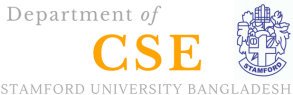 Department of
CSE
STAMFORD
STAMFORD UNIVERSITY BANGLADESH